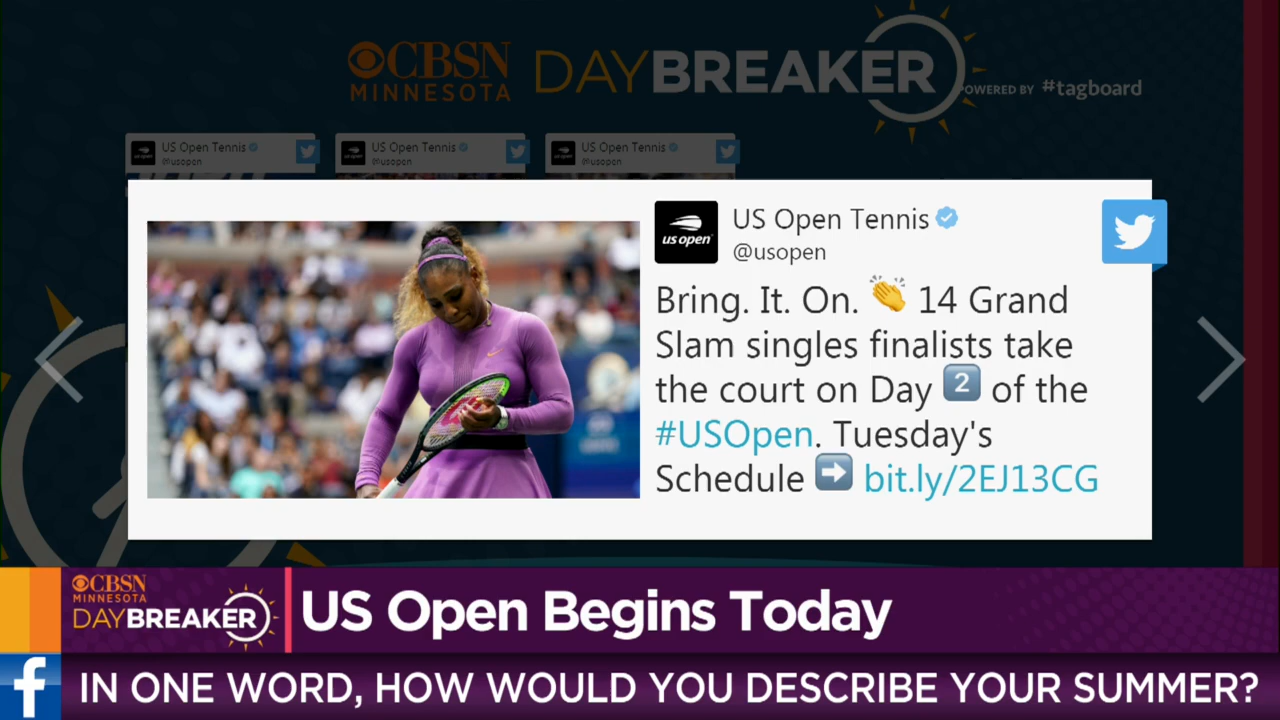 CBSN
MINNESOTA
DAYBREAKER
POWERED BY #tagboard
US Open Tennis
@usopen
US Open Tennis
@usopen
US Open Tennis
@usopen
us open
US Open Tennis
@usopen
Bring. It. On. 👏 14 Grand
Slam singles finalists take
the court on Day 2️⃣ of the
#USOpen. Tuesday's
Schedule ➡️ bit.ly/2EJ13CG
CBSN
MINNESOTA
DAYBREAKER
US Open Begins Today
IN ONE WORD, HOW WOULD YOU DESCRIBE YOUR SUMMER?